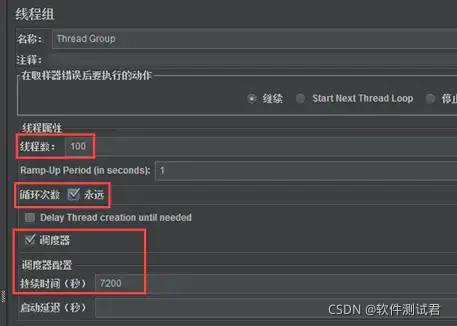 线程组
名称： Thread Group
注释：
在取样器错误后要执行的动作
继续 Start Next Thread Loop 停止
线程属性
线程数： 100
Ramp-Up Period (in seconds): 1
循环次数 永远
Delay Thread creation until needed
调度器
调度器配置
持续时间（秒） 7200
启动延迟（秒）
CSDN @软件测试君